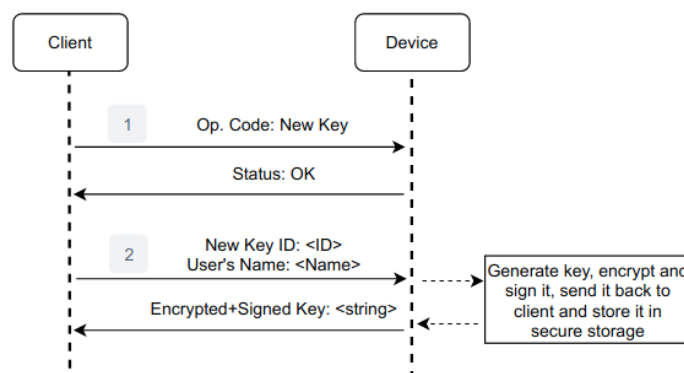 Client
Device
1
Op. Code: New Key
Status: OK
2
New Key ID: <ID>
User's Name: <Name>
Generate key, encrypt and
sign it, send it back to
client and store it in
secure storage
Encrypted+Signed Key: <string>